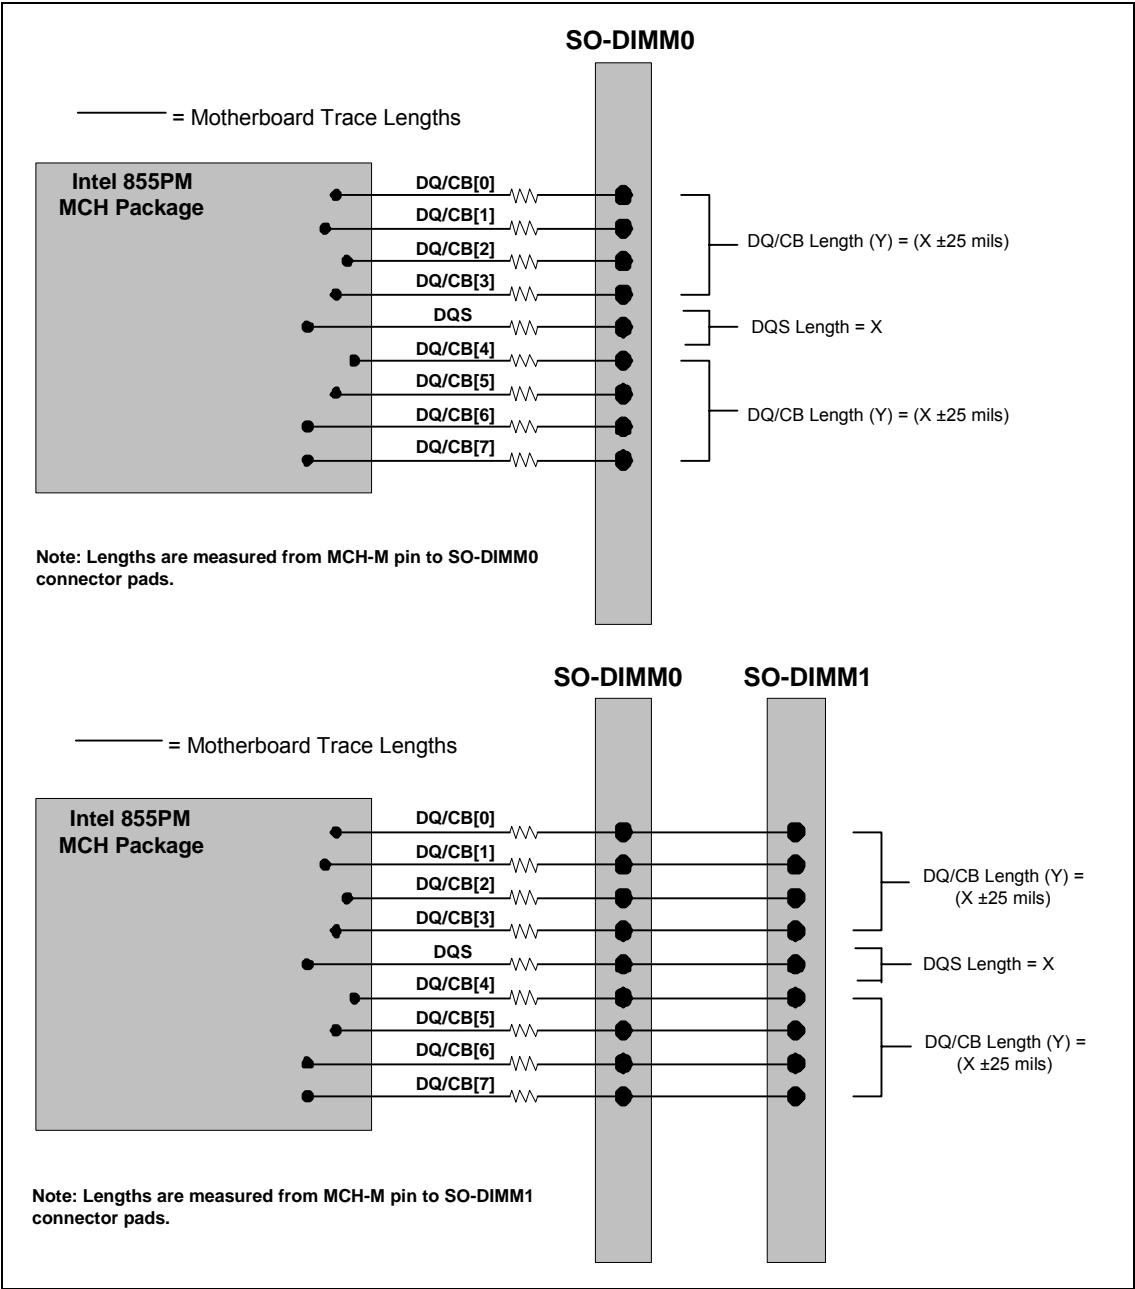 SO-DIMM0
= Motherboard Trace Lengths
Intel 855PM
MCH Package
DQ/CB[0]
DQ/CB[1]
DQ/CB[2]
DQ/CB[3]
DQS
DQ/CB[4]
DQ/CB[5]
DQ/CB[6]
DQ/CB[7]
DQ/CB Length (Y) = (X ±25 mils)
DQS Length = X
DQ/CB Length (Y) = (X ±25 mils)
Note: Lengths are measured from MCH-M pin to SO-DIMM0
connector pads.
SO-DIMM0
SO-DIMM1
= Motherboard Trace Lengths
Intel 855PM
MCH Package
DQ/CB[0]
DQ/CB[1]
DQ/CB[2]
DQ/CB[3]
DQS
DQ/CB[4]
DQ/CB[5]
DQ/CB[6]
DQ/CB[7]
DQ/CB Length (Y) =
(X ±25 mils)
DQS Length = X
DQ/CB Length (Y) =
(X ±25 mils)
Note: Lengths are measured from MCH-M pin to SO-DIMM1
connector pads.